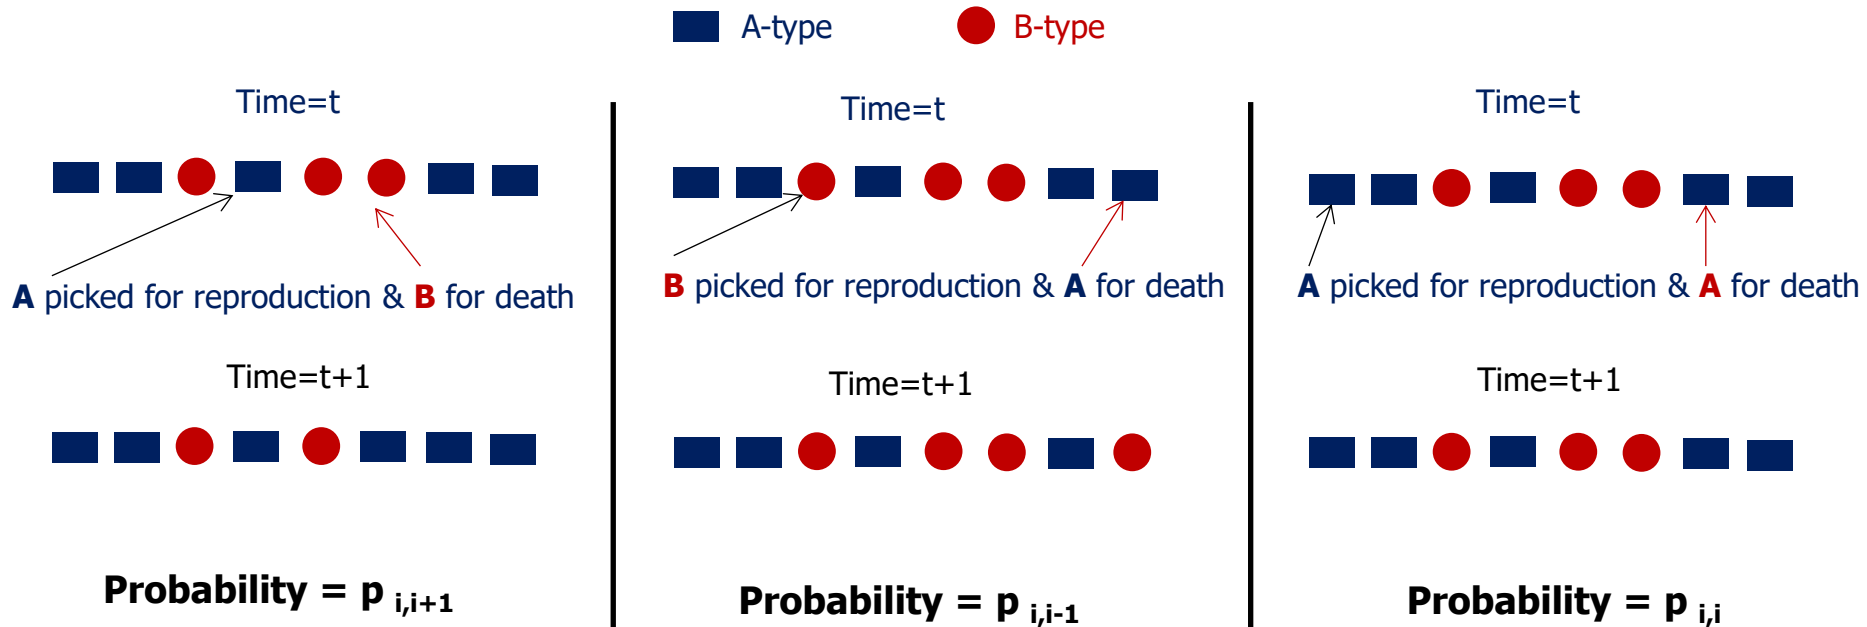 A-type
B-type
Time=t
A picked for reproduction & B for death
Time=t+1
Probability = p i,i+1
Time=t
B picked for reproduction & A for death
Time=t+1
Probability = p i,i-1
Time=t
A picked for reproduction & A for death
Time=t+1
Probability = p i,i